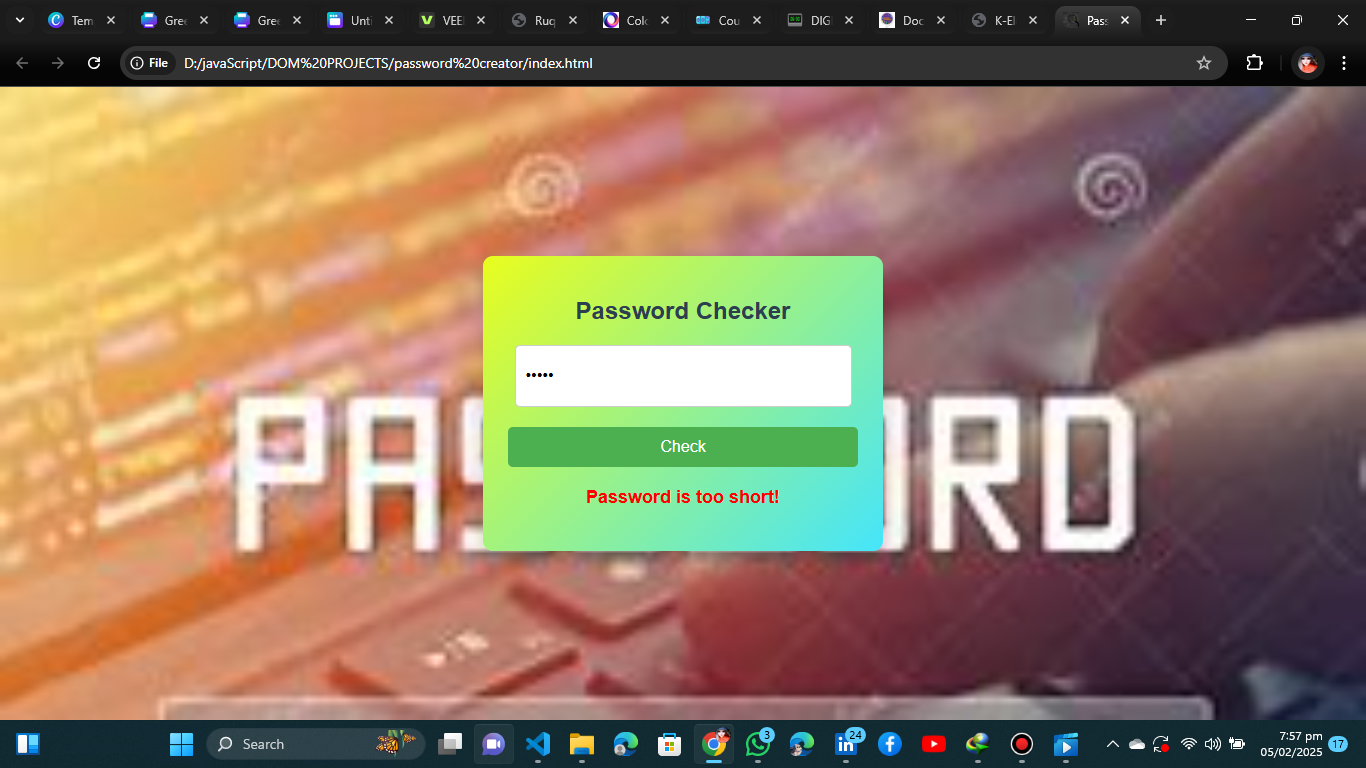 Tem
Gree
Gree
Unti
VEE
Ruq
Colo
Cou
DIGI
Doc
K-El
Pass
File
D:/javaScript/DOM%20PROJECTS/password%20creator/index.html
Password Checker
•••••
Check
Password is too short!
PAS
ORD
Search
3
24
7:57 pm
05/02/2025
17